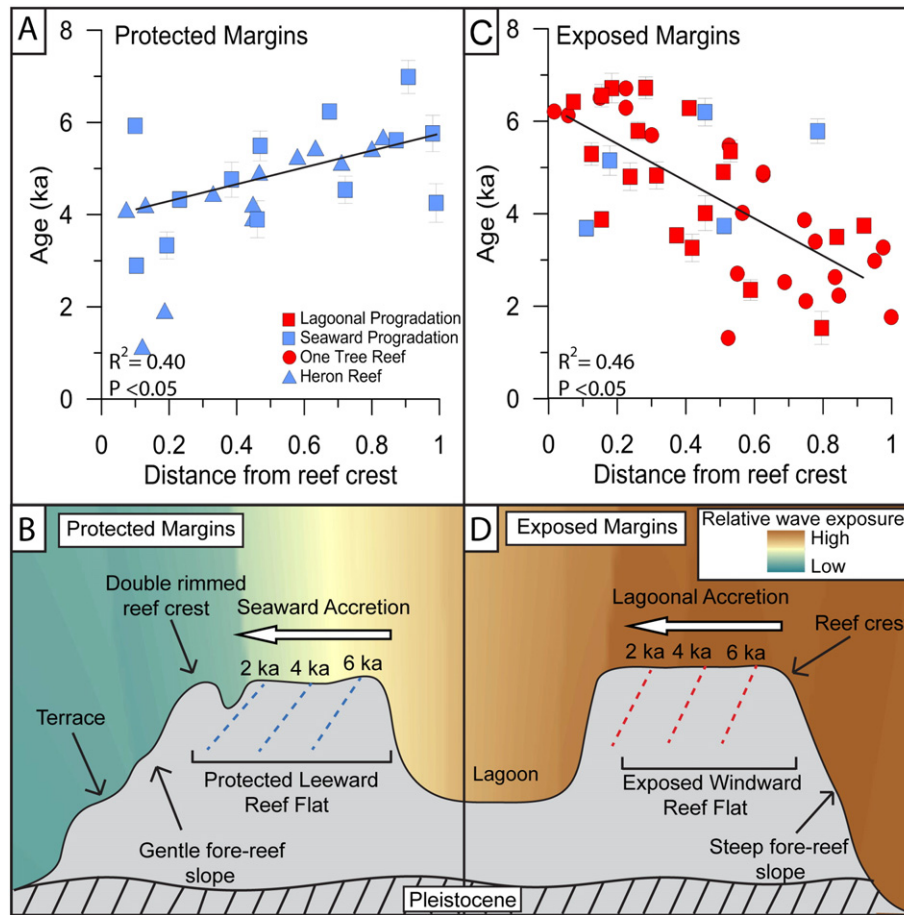 A
Protected Margins
8
6
4
2
0
Age (ka)
Lagoonal Progradation
Seaward Progradation
One Tree Reef
Heron Reef
R² = 0.40
P <0.05
0
0.2
0.4
0.6
0.8
1
Distance from reef crest
C
Exposed Margins
8
6
4
2
0
Age (ka)
R² = 0.46
P <0.05
0
0.2
0.4
0.6
0.8
1
Distance from reef crest
B
Protected Margins
Double rimmed
reef crest
Seaward Accretion
2 ka
4 ka
6 ka
Terrace
Protected Leeward
Reef Flat
Gentle fore-reef
slope
Lagoon
D
Exposed Margins
Relative wave exposure
High
Low
Lagoonal Accretion
Reef crest
2 ka
4 ka
6 ka
Exposed Windward
Reef Flat
Steep fore-reef
slope
Pleistocene